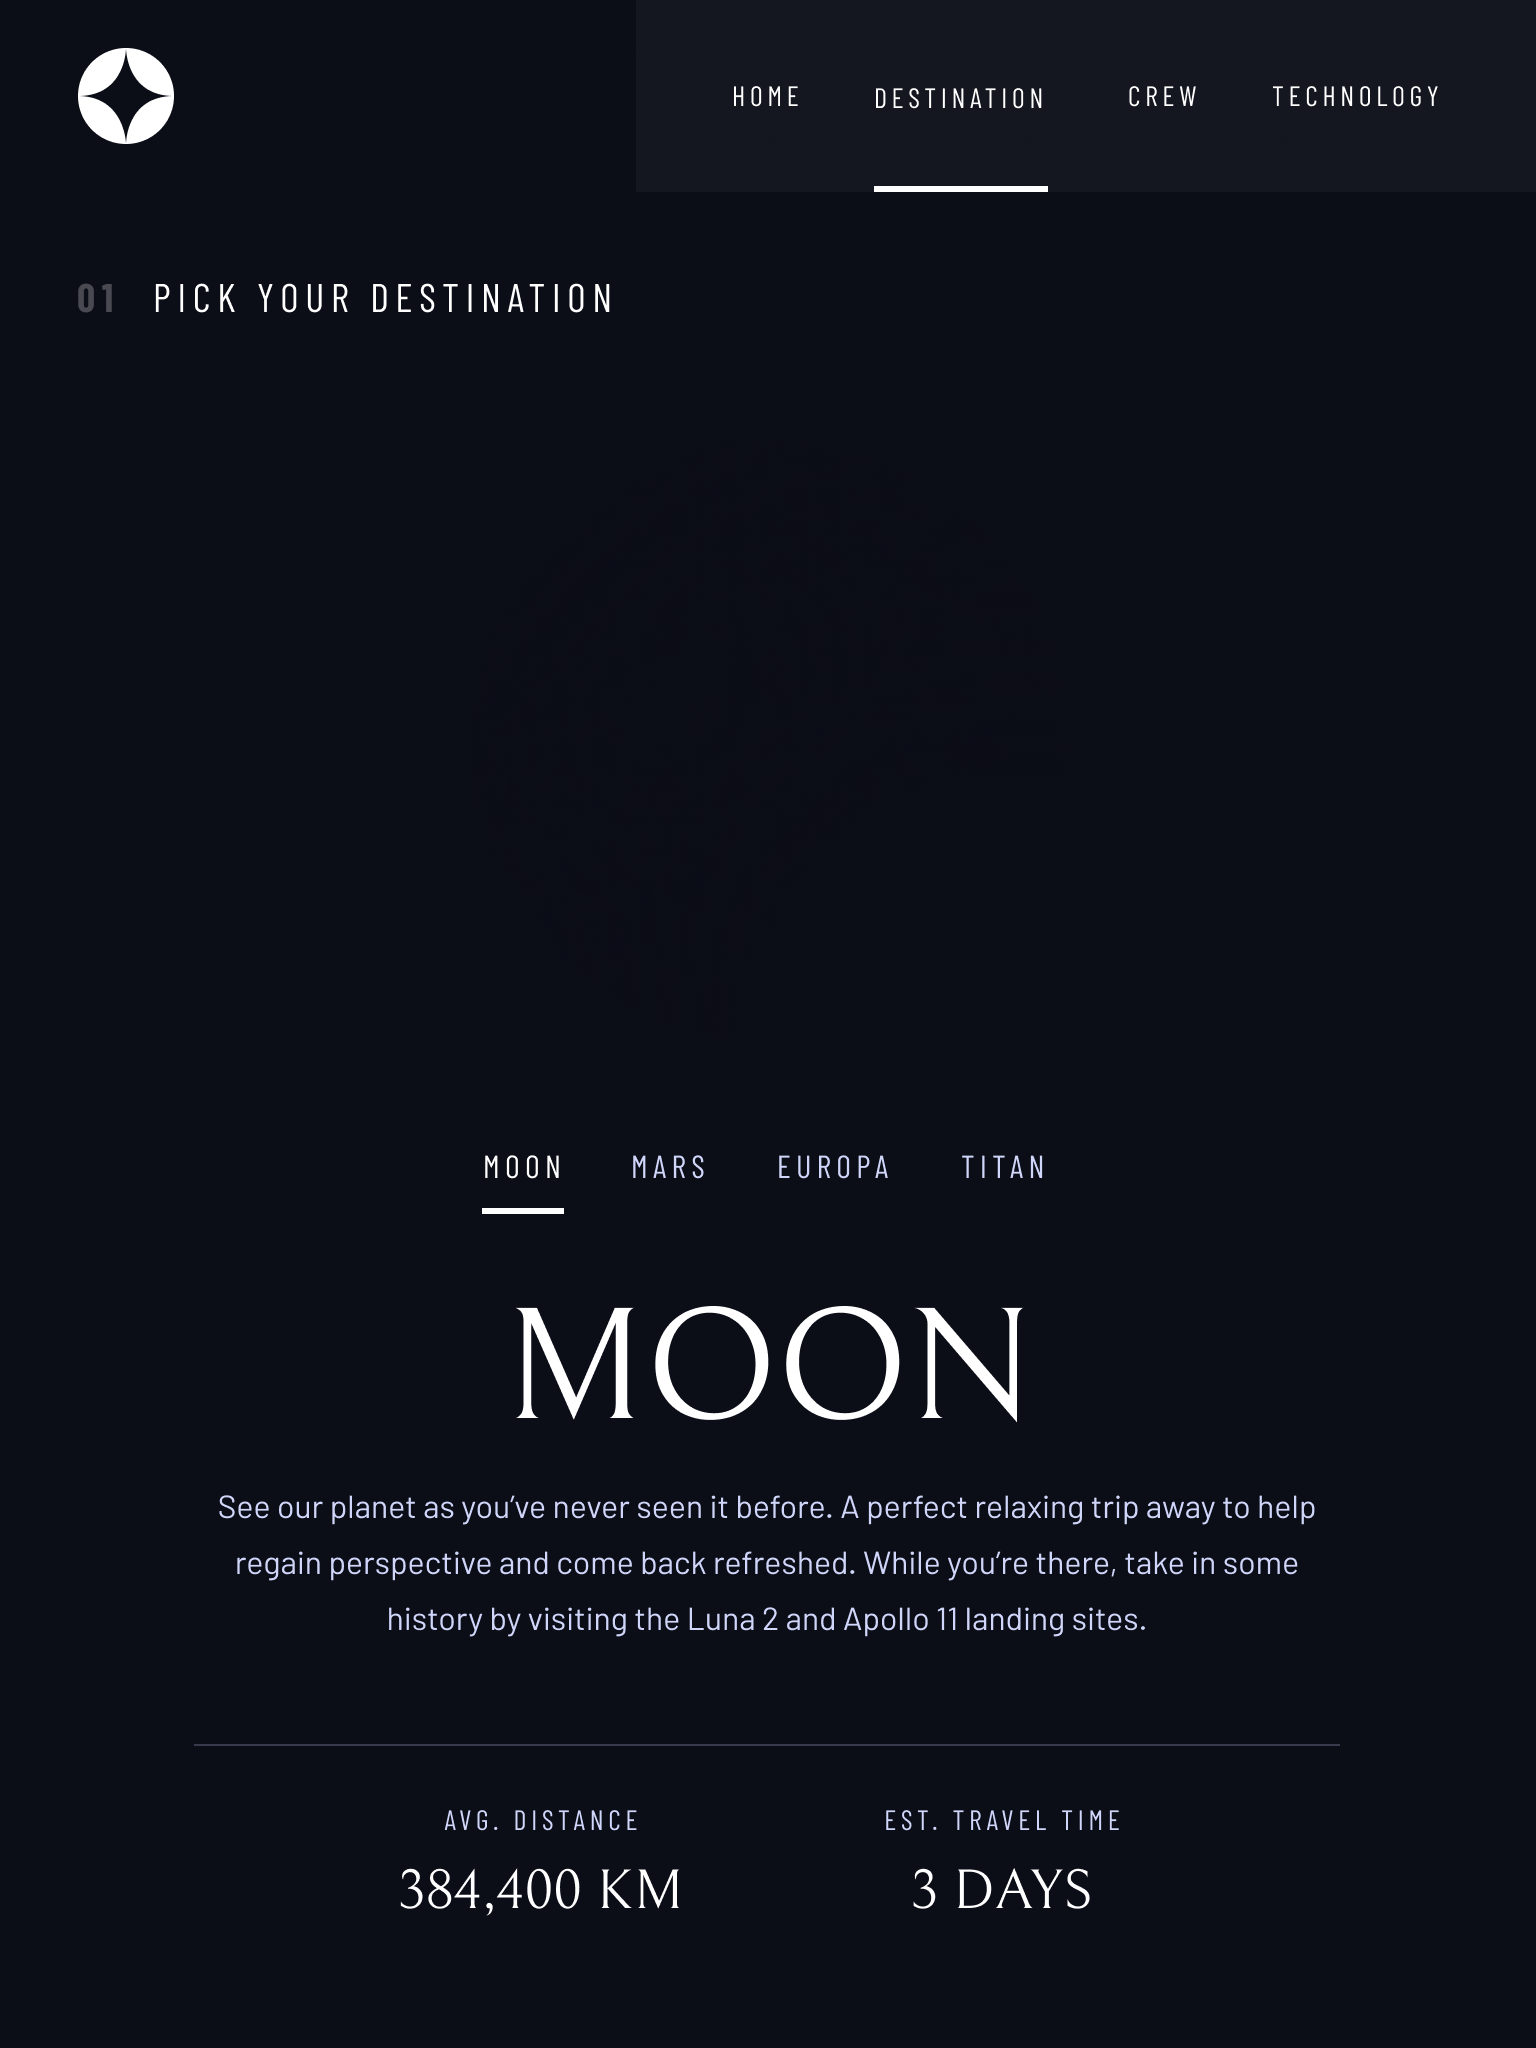 HOME DESTINATION CREW TECHNOLOGY
01 PICK YOUR DESTINATION
MOON MARS EUROPA TITAN
MOON
See our planet as you’ve never seen it before. A perfect relaxing trip away to help
regain perspective and come back refreshed. While you’re there, take in some
history by visiting the Luna 2 and Apollo 11 landing sites.
AVG. DISTANCE
384,400 KM
EST. TRAVEL TIME
3 DAYS